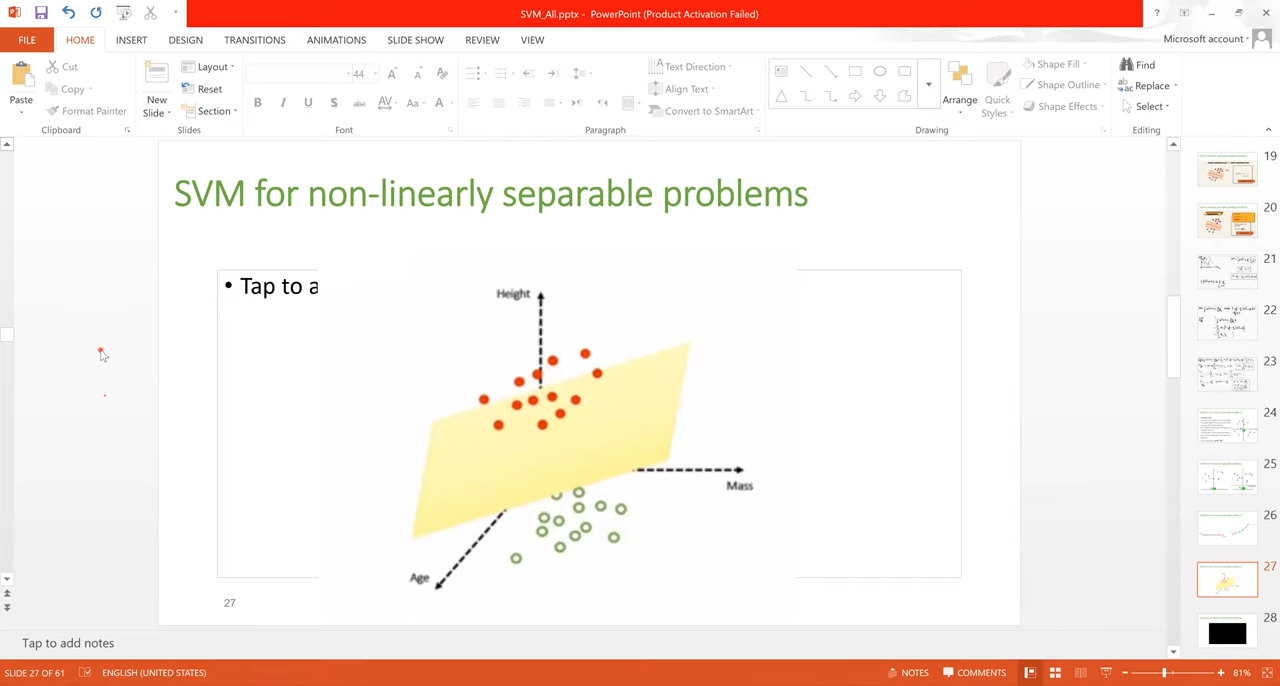 SVM_All.pptx - PowerPoint (Product Activation Failed)
?
FILE HOME INSERT DESIGN TRANSITIONS ANIMATIONS SLIDE SHOW REVIEW VIEW
Microsoft account
Paste
Cut
Copy
Format Painter
Clipboard
New Slide
Layout
Reset
Section
Slides
44
B I U S abc AV Aa A
Font
Text Direction
Align Text
Convert to SmartArt
Paragraph
Arrange
Quick Styles
Shape Fill
Shape Outline
Shape Effects
Drawing
Find
Replace
Select
Editing
SVM for non-linearly separable problems
• Tap to a
Height
Mass
Age
27
19
20
21
22
23
24
25
26
27
28
Tap to add notes
SLIDE 27 OF 61 ENGLISH (UNITED STATES) NOTES COMMENTS 81%